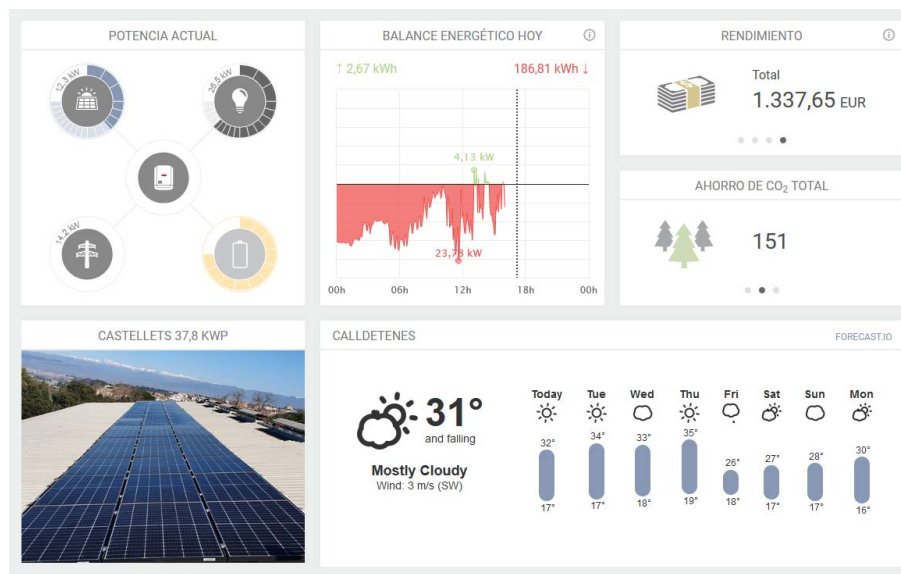 POTENCIA ACTUAL
12,3 kW
28,5 kW
14,2 kW
BALANCE ENERGÉTICO HOY
↑ 2,67 kWh
186,81 kWh ↓
4,13 kW
23,78 kW
00h 06h 12h 18h 00h
RENDIMIENTO
Total
1.337,65 EUR
AHORRO DE CO₂ TOTAL
151
CASTELLETS 37,8 KWP
CALLDETENES
FORECAST.IO
31°
and falling
Mostly Cloudy
Wind: 3 m/s (SW)
Today Tue Wed Thu Fri Sat Sun Mon
32° 34° 33° 35° 26° 27° 28° 30°
17° 17° 18° 19° 18° 17° 17° 16°